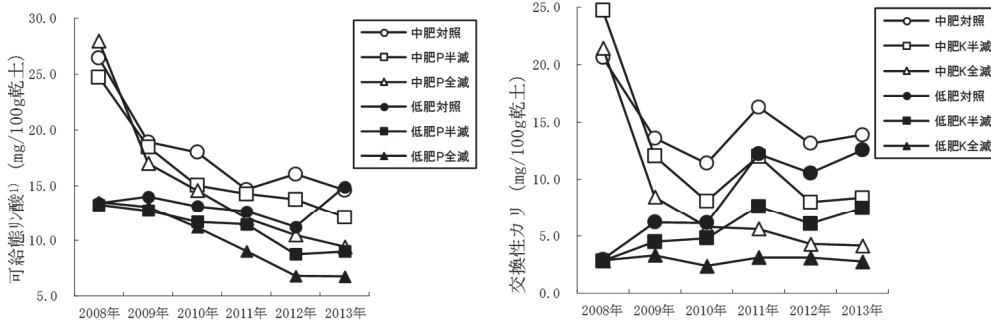 可給態リン酸1) (mg/100g乾土)
30.0
25.0
20.0
15.0
10.0
5.0
2008年 2009年 2010年 2011年 2012年 2013年
中肥対照
中肥P半減
中肥P全減
低肥対照
低肥P半減
低肥P全減
交換性カリ (mg/100g乾土)
25.0
20.0
15.0
10.0
5.0
0.0
2008年 2009年 2010年 2011年 2012年 2013年
中肥対照
中肥K半減
中肥K全減
低肥対照
低肥K半減
低肥K全減